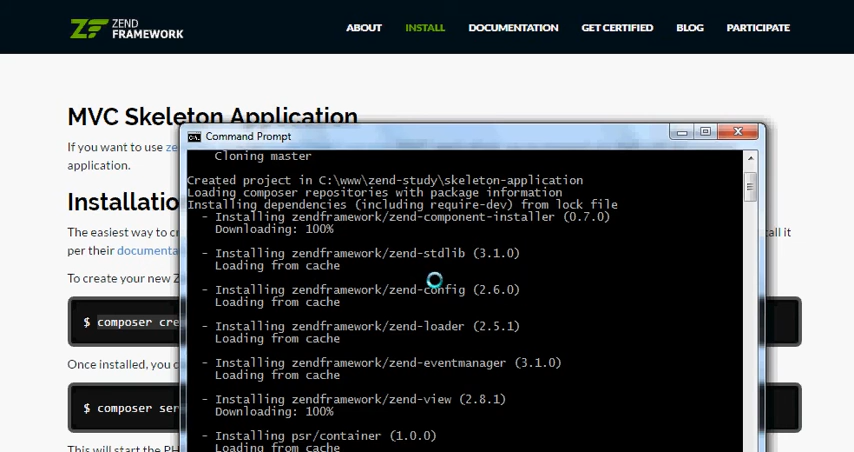 ZEND
FRAMEWORK
ABOUT INSTALL DOCUMENTATION GET CERTIFIED BLOG PARTICIPATE
MVC Skeleton Application
If you want to use
application.
Installatio
The easiest way to cr
all it
per their documenta
To create your new Z
$ composer cre
Once installed, you c
$ composer ser
This will start the PH
Command Prompt
Cloning master
Created project in C:\www\zend-study\skeleton-application
Loading composer repositories with package information
Installing dependencies (including require-dev) from lock file
- Installing zendframework/zend-component-installer (0.7.0)
Downloading: 100%
- Installing zendframework/zend-stdlib (3.1.0)
Loading from cache
- Installing zendframework/zend-config (2.6.0)
Loading from cache
- Installing zendframework/zend-loader (2.5.1)
Loading from cache
- Installing zendframework/zend-eventmanager (3.1.0)
Loading from cache
- Installing zendframework/zend-view (2.8.1)
Downloading: 100%
- Installing psr/container (1.0.0)
Loading from cache